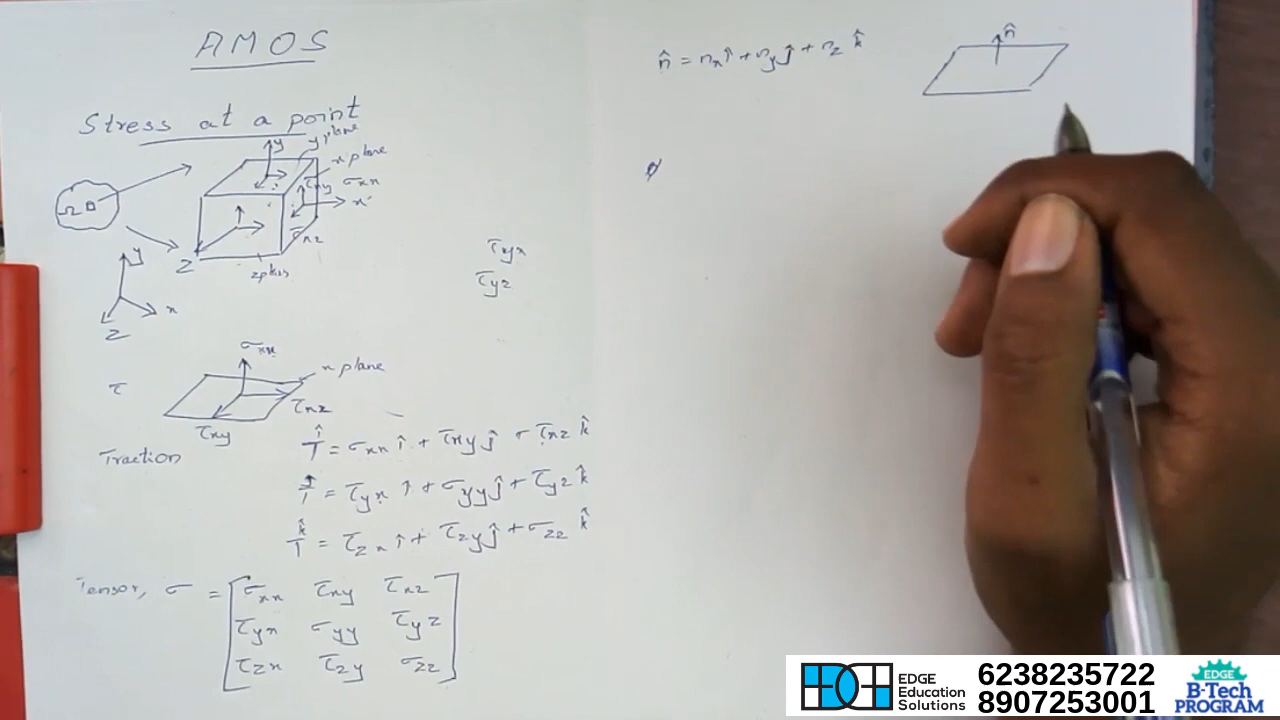 AMOS
Stress at a point
y
y plane
x plane
τxy σxx
x
τxz
Z
z plane
y
x
Z
τyx
τyz
σxx
x plane
τ
τxz
τxy
Traction
T^î = σxx î + τxy ĵ + τxz k̂
T^ĵ = τyx î + σyy ĵ + τyz k̂
T^k̂ = τzx î + τzy ĵ + σzz k̂
Tensor, σ = [σxx τxy τxz
τyx σyy τyz
τzx τzy σzz]
n̂ = nx î + ny ĵ + nz k̂
n̂
EDGE
Education
Solutions
6238235722
8907253001
EDGE
B-Tech
PROGRAM